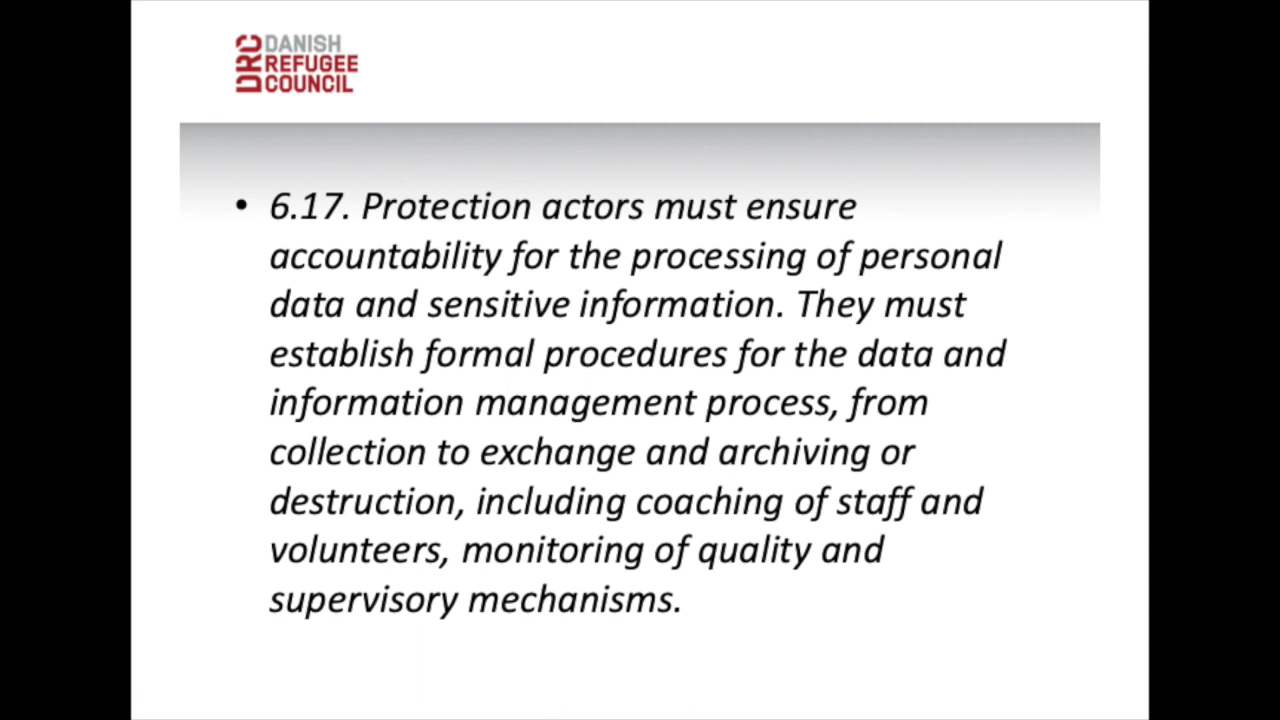 DRC DANISH
REFUGEE
COUNCIL
• 6.17. Protection actors must ensure
accountability for the processing of personal
data and sensitive information. They must
establish formal procedures for the data and
information management process, from
collection to exchange and archiving or
destruction, including coaching of staff and
volunteers, monitoring of quality and
supervisory mechanisms.